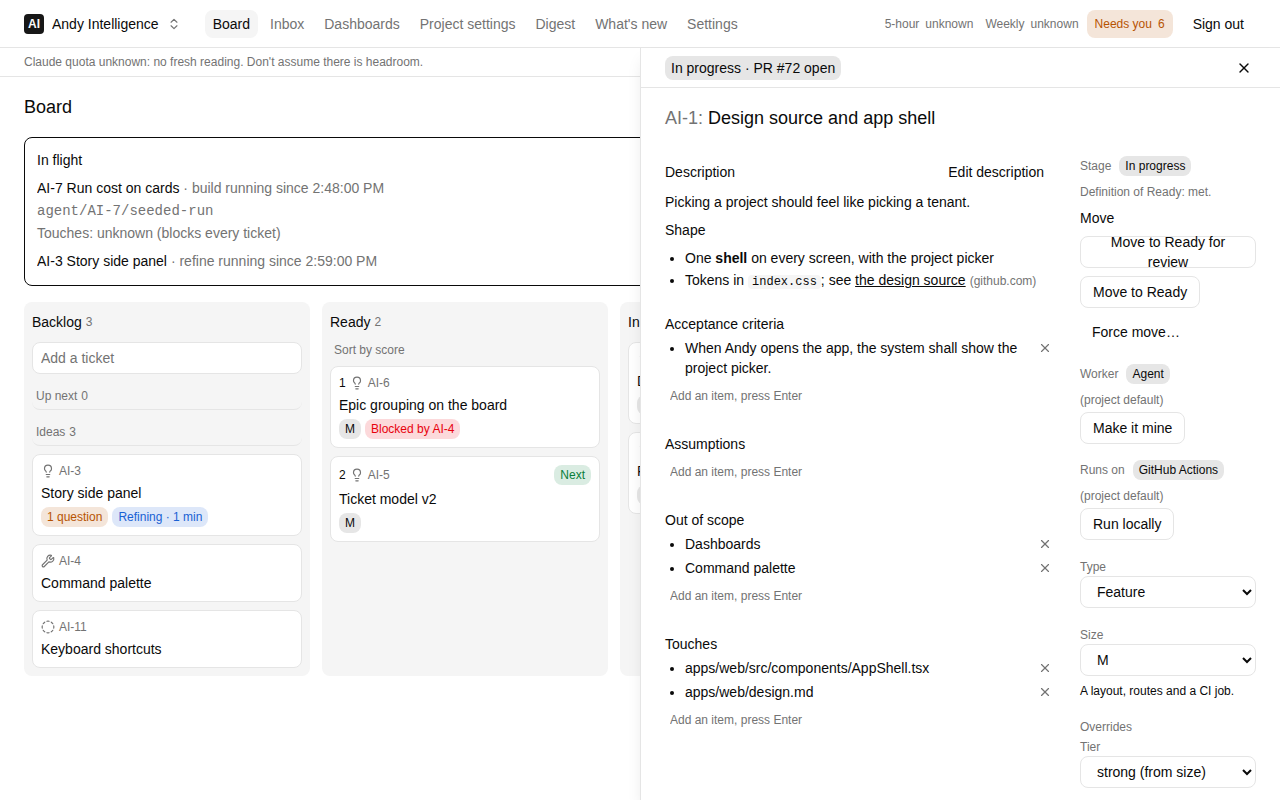 AI Andy Intelligence Board Inbox Dashboards Project settings Digest What's new Settings 5-hour unknown Weekly unknown Needs you 6 Sign out
Claude quota unknown: no fresh reading. Don't assume there is headroom.
Board
In flight
AI-7 Run cost on cards · build running since 2:48:00 PM
agent/AI-7/seeded-run
Touches: unknown (blocks every ticket)
AI-3 Story side panel · refine running since 2:59:00 PM
Backlog 3
Add a ticket
Up next 0
Ideas 3
AI-3
Story side panel
1 question Refining · 1 min
AI-4
Command palette
AI-11
Keyboard shortcuts
Ready 2
Sort by score
1 AI-6
Epic grouping on the board
M Blocked by AI-4
2 AI-5 Next
Ticket model v2
M
In
In progress · PR #72 open
AI-1: Design source and app shell
Description Edit description
Picking a project should feel like picking a tenant.
Shape
• One shell on every screen, with the project picker
• Tokens in index.css; see the design source (github.com)
Acceptance criteria
• When Andy opens the app, the system shall show the
project picker.
Add an item, press Enter
Assumptions
Add an item, press Enter
Out of scope
• Dashboards
• Command palette
Add an item, press Enter
Touches
• apps/web/src/components/AppShell.tsx
• apps/web/design.md
Add an item, press Enter
Stage In progress
Definition of Ready: met.
Move
Move to Ready for
review
Move to Ready
Force move…
Worker Agent
(project default)
Make it mine
Runs on GitHub Actions
(project default)
Run locally
Type
Feature
Size
M
A layout, routes and a CI job.
Overrides
Tier
strong (from size)